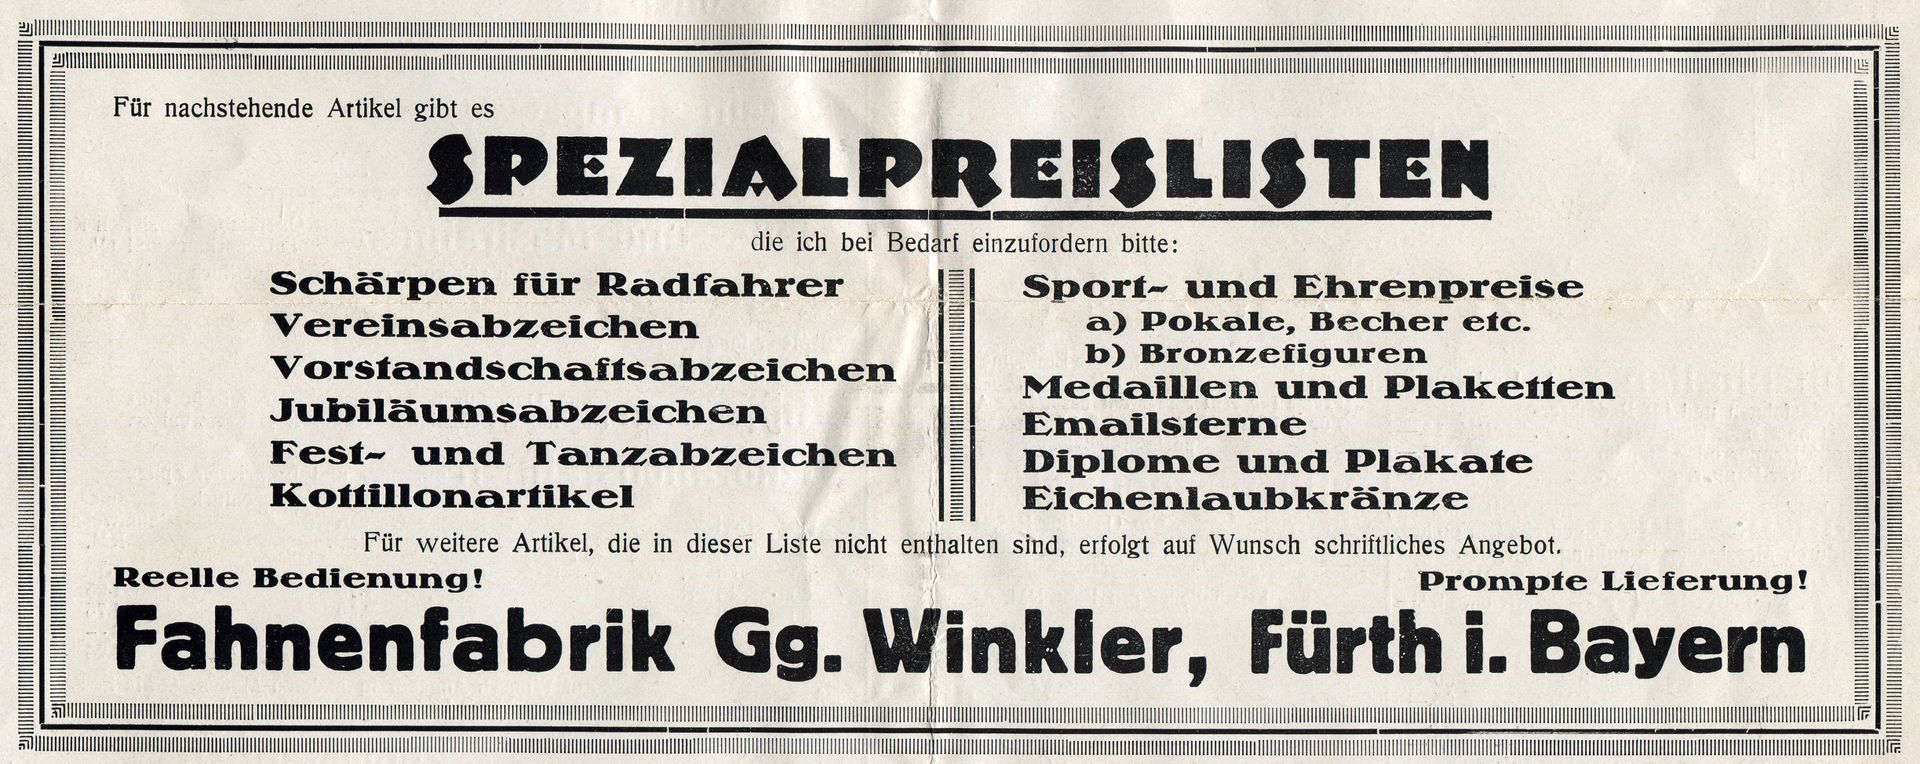 Für nachstehende Artikel gibt es
SPEZIALPREISLISTEN
die ich bei Bedarf einzufordern bitte:
Schärpen für Radfahrer
Vereinsabzeichen
Vorstandschaftsabzeichen
Jubiläumsabzeichen
Fest- und Tanzabzeichen
Kottillonartikel
Sport- und Ehrenpreise
a) Pokale, Becher etc.
b) Bronzefiguren
Medaillen und Plaketten
Emailsterne
Diplome und Plakate
Eichenlaubkränze
Für weitere Artikel, die in dieser Liste nicht enthalten sind, erfolgt auf Wunsch schriftliches Angebot.
Reelle Bedienung! Prompte Lieferung!
Fahnenfabrik Gg. Winkler, Fürth i. Bayern